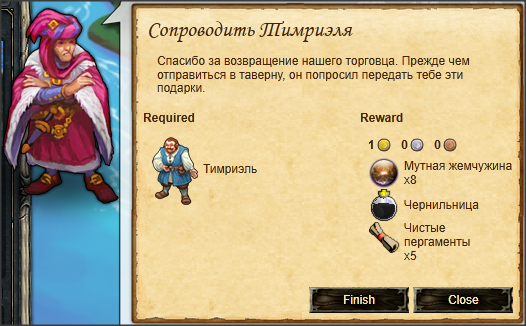 Сопроводить Тимриэля
Спасибо за возвращение нашего торговца. Прежде чем
отправиться в таверну, он попросил передать тебе эти
подарки.
Required
Тимриэль
Reward
1 0 0
Мутная жемчужина
x8
Чернильница
Чистые
пергаменты
x5
Finish Close